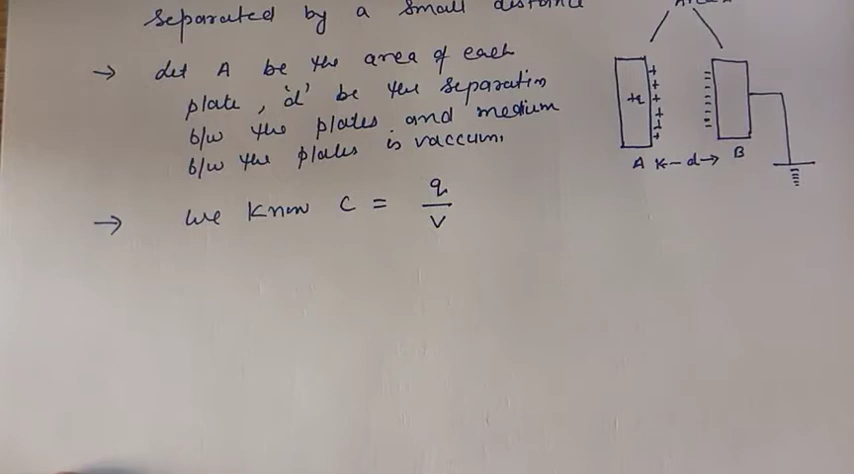 separated by a small distance
→ Let A be the area of each
plate, 'd' be the separation
b/w the plates and medium
b/w the plates is vaccum.
→ We know C = q/V
+q
+ + + + + +
A
K- d →
B